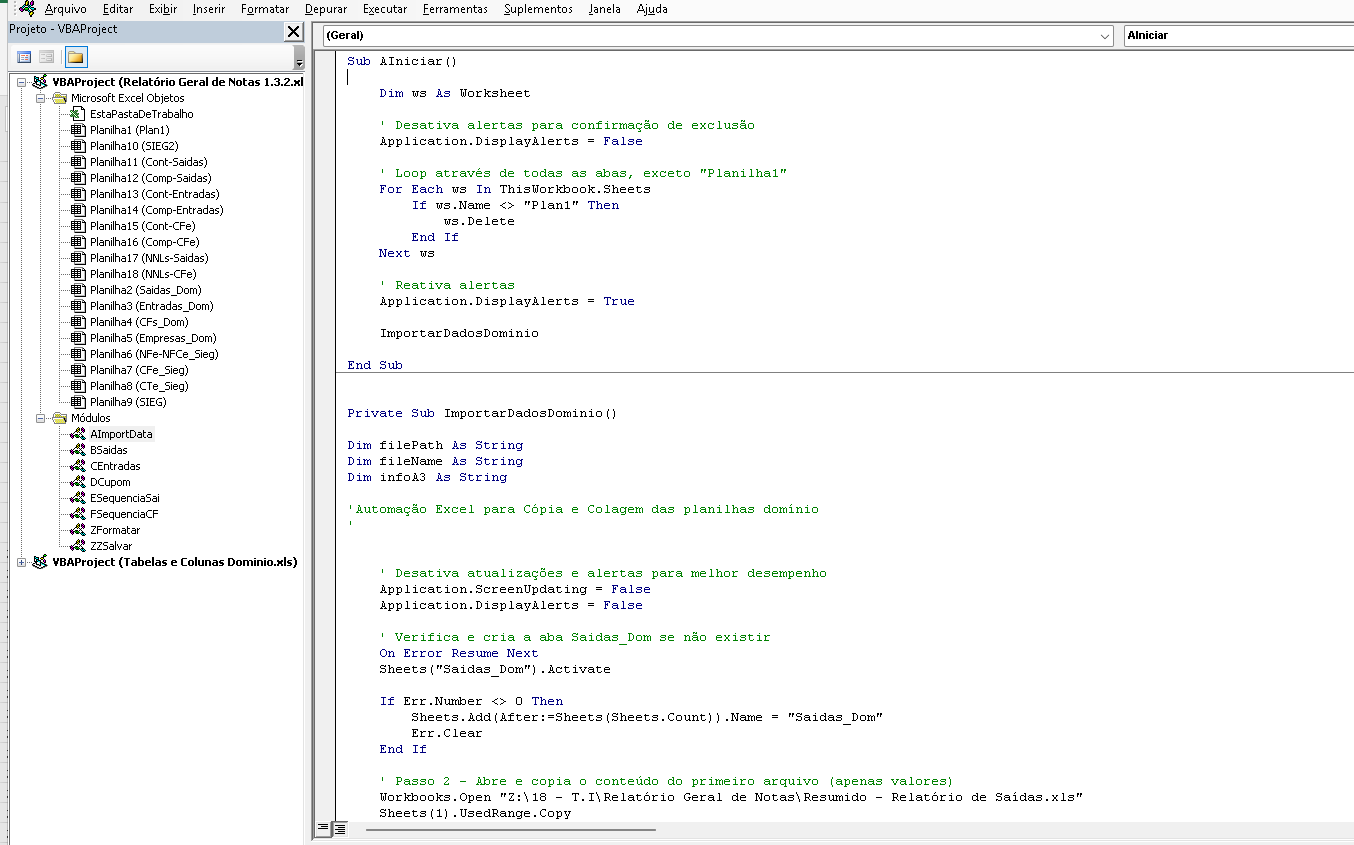 Arquivo Editar Exibir Inserir Formatar Depurar Executar Ferramentas Suplementos Janela Ajuda
Projeto - VBAProject
VBAProject (Relatório Geral de Notas 1.3.2.xl
Microsoft Excel Objetos
EstaPastaDeTrabalho
Planilha1 (Plan1)
Planilha10 (SIEG2)
Planilha11 (Cont-Saidas)
Planilha12 (Comp-Saidas)
Planilha13 (Cont-Entradas)
Planilha14 (Comp-Entradas)
Planilha15 (Cont-CFe)
Planilha16 (Comp-CFe)
Planilha17 (NNLs-Saidas)
Planilha18 (NNLs-CFe)
Planilha2 (Saidas_Dom)
Planilha3 (Entradas_Dom)
Planilha4 (CFs_Dom)
Planilha5 (Empresas_Dom)
Planilha6 (NFe-NFCe_Sieg)
Planilha7 (CFe_Sieg)
Planilha8 (CTe_Sieg)
Planilha9 (SIEG)
Módulos
AImportData
BSaidas
CEntradas
DCupom
ESequenciaSai
FSequenciaCF
ZFormatar
ZZSalvar
VBAProject (Tabelas e Colunas Dominio.xls)
(Geral)
AIniciar
Sub AIniciar()
Dim ws As Worksheet
' Desativa alertas para confirmação de exclusão
Application.DisplayAlerts = False
' Loop através de todas as abas, exceto "Planilha1"
For Each ws In ThisWorkbook.Sheets
If ws.Name <> "Plan1" Then
ws.Delete
End If
Next ws
' Reativa alertas
Application.DisplayAlerts = True
ImportarDadosDominio
End Sub
Private Sub ImportarDadosDominio()
Dim filePath As String
Dim fileName As String
Dim infoA3 As String
'Automação Excel para Cópia e Colagem das planilhas domínio
'
' Desativa atualizações e alertas para melhor desempenho
Application.ScreenUpdating = False
Application.DisplayAlerts = False
' Verifica e cria a aba Saidas_Dom se não existir
On Error Resume Next
Sheets("Saidas_Dom").Activate
If Err.Number <> 0 Then
Sheets.Add(After:=Sheets(Sheets.Count)).Name = "Saidas_Dom"
Err.Clear
End If
' Passo 2 - Abre e copia o conteúdo do primeiro arquivo (apenas valores)
Workbooks.Open "Z:\18 - T.I\Relatório Geral de Notas\Resumido - Relatório de Saídas.xls"
Sheets(1).UsedRange.Copy